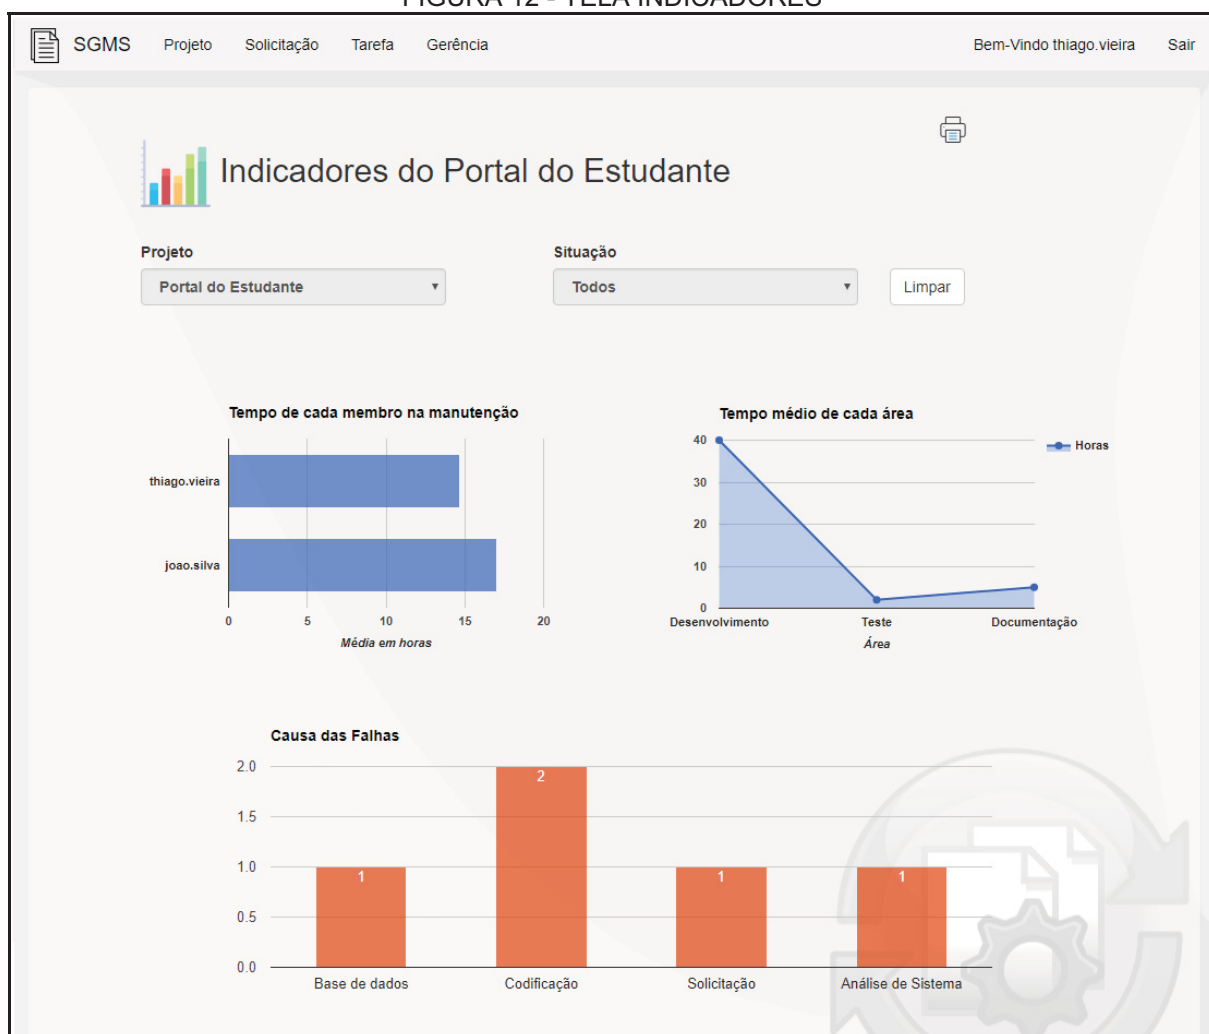 FIGURA 12 - TELA INDICADORES
SGMS Projeto Solicitação Tarefa Gerência Bem-Vindo thiago.vieira Sair
Indicadores do Portal do Estudante
Projeto Situação
Portal do Estudante Todos Limpar
Tempo de cada membro na manutenção
thiago.vieira
joao.silva
0 5 10 15 20
Média em horas
Tempo médio de cada área
40
30
20
10
0
Horas
Desenvolvimento Teste Documentação
Área
Causa das Falhas
2.0
1.5
1.0
0.5
0.0
1 2 1 1
Base de dados Codificação Solicitação Análise de Sistema